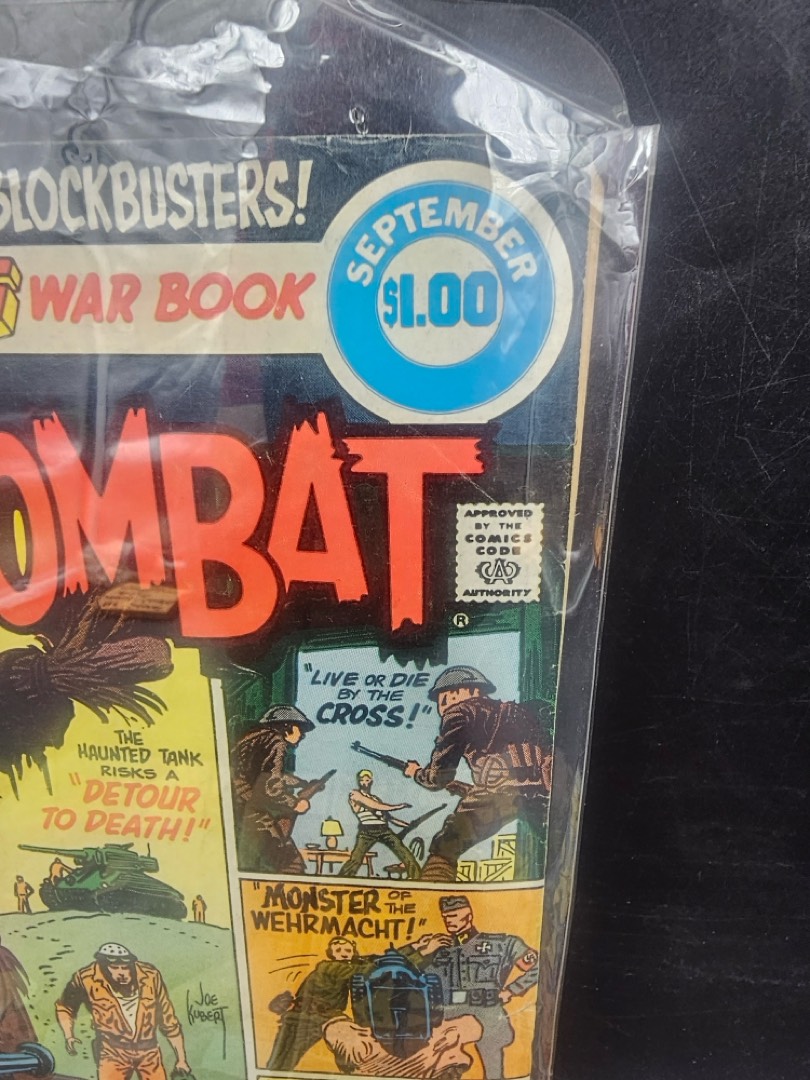 BLOCKBUSTERS!
SEPTEMBER
$1.00
WAR BOOK
OMBAT
APPROVED
BY THE
COMICS
CODE
CA
AUTHORITY
®
"LIVE OR DIE
BY THE
CROSS!"
THE
HAUNTED TANK
RISKS A
"DETOUR
TO DEATH!"
"MONSTER OF THE
WEHRMACHT!"
JOE
KUBERT